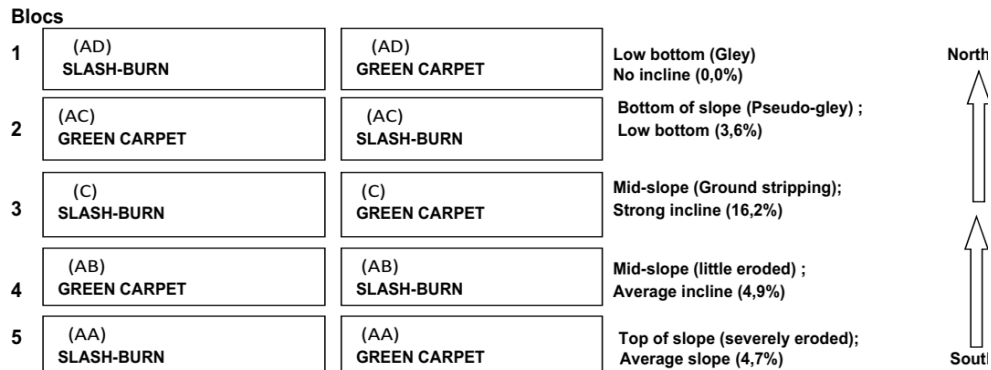 Blocs
1
(AD)
SLASH-BURN
(AD)
GREEN CARPET
Low bottom (Gley)
No incline (0,0%)
North
2
(AC)
GREEN CARPET
(AC)
SLASH-BURN
Bottom of slope (Pseudo-gley) ;
Low bottom (3,6%)
3
(C)
SLASH-BURN
(C)
GREEN CARPET
Mid-slope (Ground stripping);
Strong incline (16,2%)
4
(AB)
GREEN CARPET
(AB)
SLASH-BURN
Mid-slope (little eroded) ;
Average incline (4,9%)
5
(AA)
SLASH-BURN
(AA)
GREEN CARPET
Top of slope (severely eroded);
Average slope (4,7%)
South